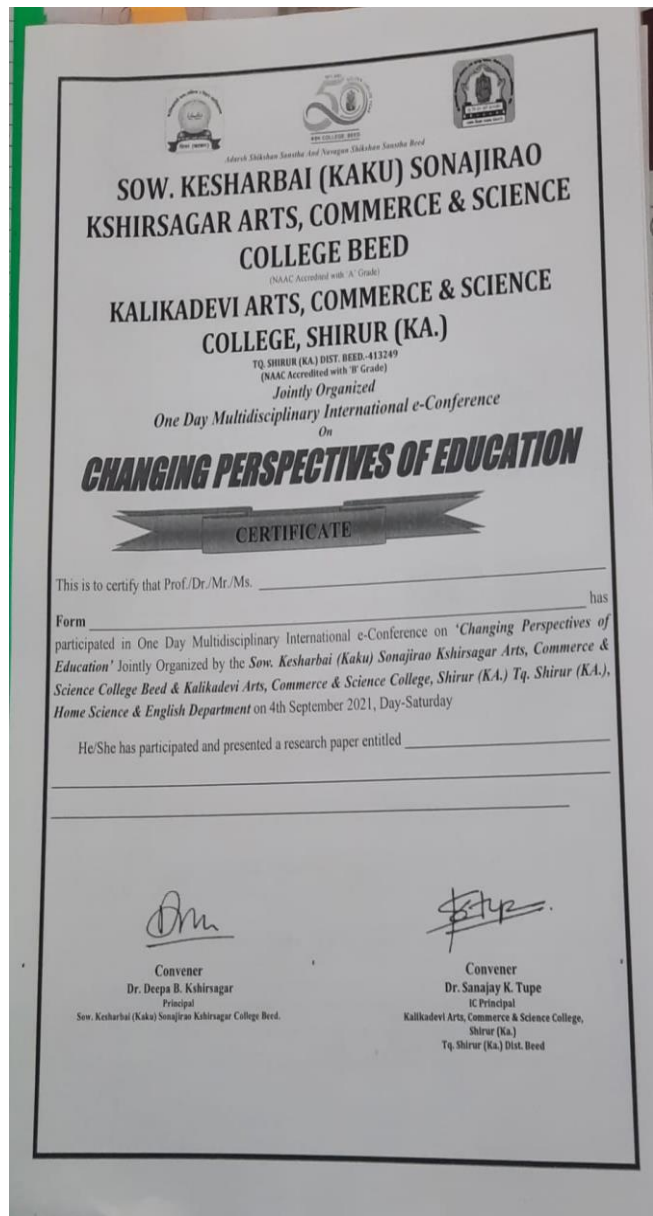 KSK COLLEGE BEED
Adarsh Shikshan Sanstha And Navagan Shikshan Sanstha Beed
SOW. KESHARBAI (KAKU) SONAJIRAO
KSHIRSAGAR ARTS, COMMERCE & SCIENCE
COLLEGE BEED
(NAAC Accredited with 'A' Grade)
KALIKADEVI ARTS, COMMERCE & SCIENCE
COLLEGE, SHIRUR (KA.)
TQ. SHIRUR (KA.) DIST. BEED.-413249
(NAAC Accredited with 'B' Grade)
Jointly Organized
One Day Multidisciplinary International e-Conference
On
CHANGING PERSPECTIVES OF EDUCATION
CERTIFICATE
This is to certify that Prof./Dr./Mr./Ms.
Form has
participated in One Day Multidisciplinary International e-Conference on 'Changing Perspectives of
Education' Jointly Organized by the Sow. Kesharbai (Kaku) Sonajirao Kshirsagar Arts, Commerce &
Science College Beed & Kalikadevi Arts, Commerce & Science College, Shirur (KA.) Tq. Shirur (KA.),
Home Science & English Department on 4th September 2021, Day-Saturday
He/She has participated and presented a research paper entitled
Convener
Dr. Deepa B. Kshirsagar
Principal
Sow. Kesharbai (Kaku) Sonajirao Kshirsagar College Beed.
Convener
Dr. Sanajay K. Tupe
IC Principal
Kalikadevi Arts, Commerce & Science College,
Shirur (Ka.)
Tq. Shirur (Ka.) Dist. Beed